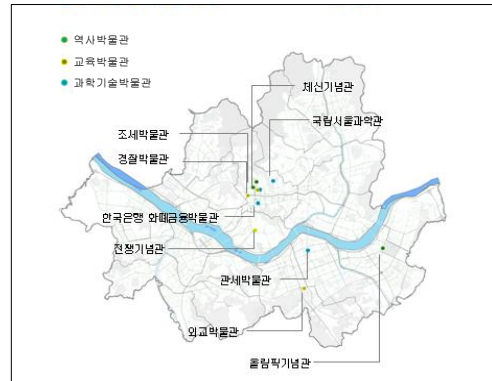 역사박물관
교육박물관
과학기술박물관
체신기념관
국립서울과학관
조세박물관
경찰박물관
한국은행 화폐금융박물관
전쟁기념관
관세박물관
외교박물관
올림픽기념관